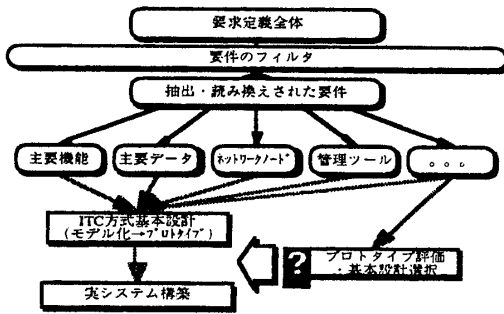 要求定義全体
要件のフィルタ
抽出・読み換えされた要件
主要機能
主要データ
ネットワークノード
管理ツール
。。。
ITC方式基本設計
(モデル化→プロトタイプ)
?
プロトタイプ評価
・基本設計選択
実システム構築